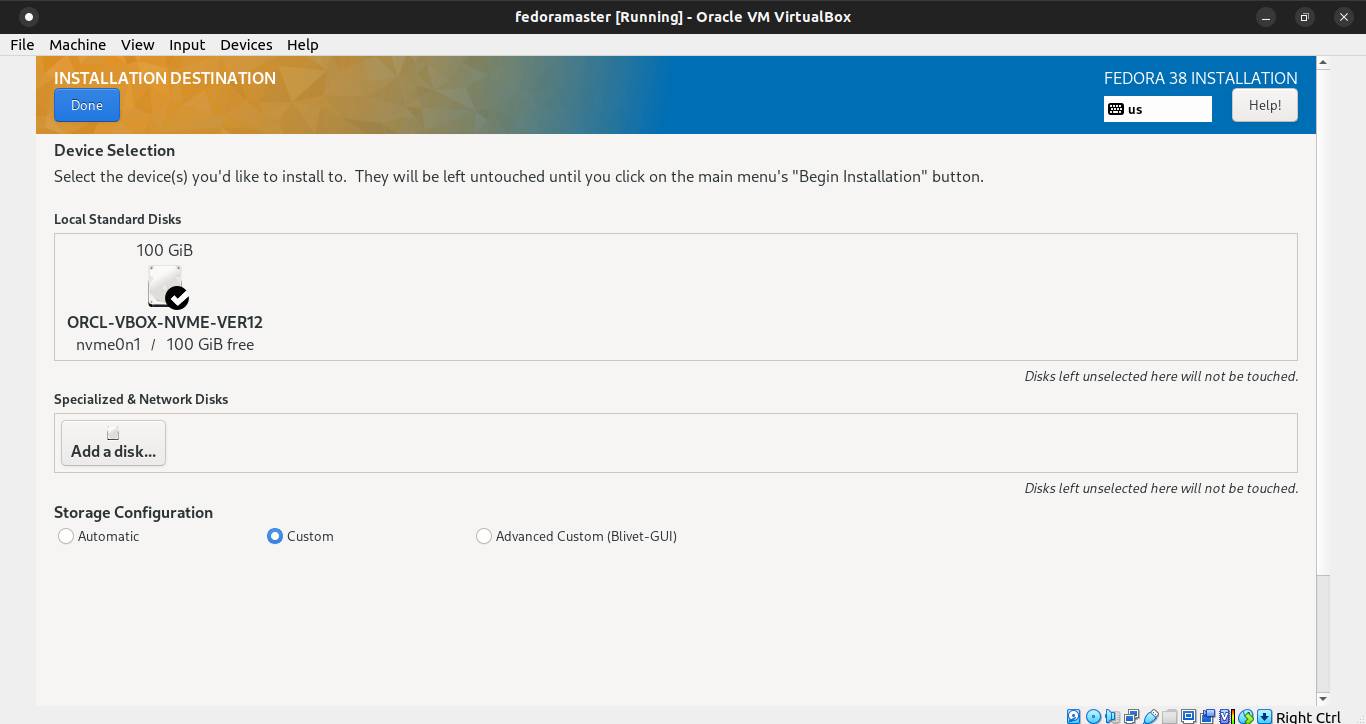 fedoramaster [Running] - Oracle VM VirtualBox
File Machine View Input Devices Help
INSTALLATION DESTINATION
FEDORA 38 INSTALLATION
Done
us
Help!
Device Selection
Select the device(s) you'd like to install to. They will be left untouched until you click on the main menu's "Begin Installation" button.
Local Standard Disks
100 GiB
ORCL-VBOX-NVME-VER12
nvme0n1 / 100 GiB free
Disks left unselected here will not be touched.
Specialized & Network Disks
Add a disk...
Disks left unselected here will not be touched.
Storage Configuration
Automatic
Custom
Advanced Custom (Blivet-GUI)
Right Ctrl